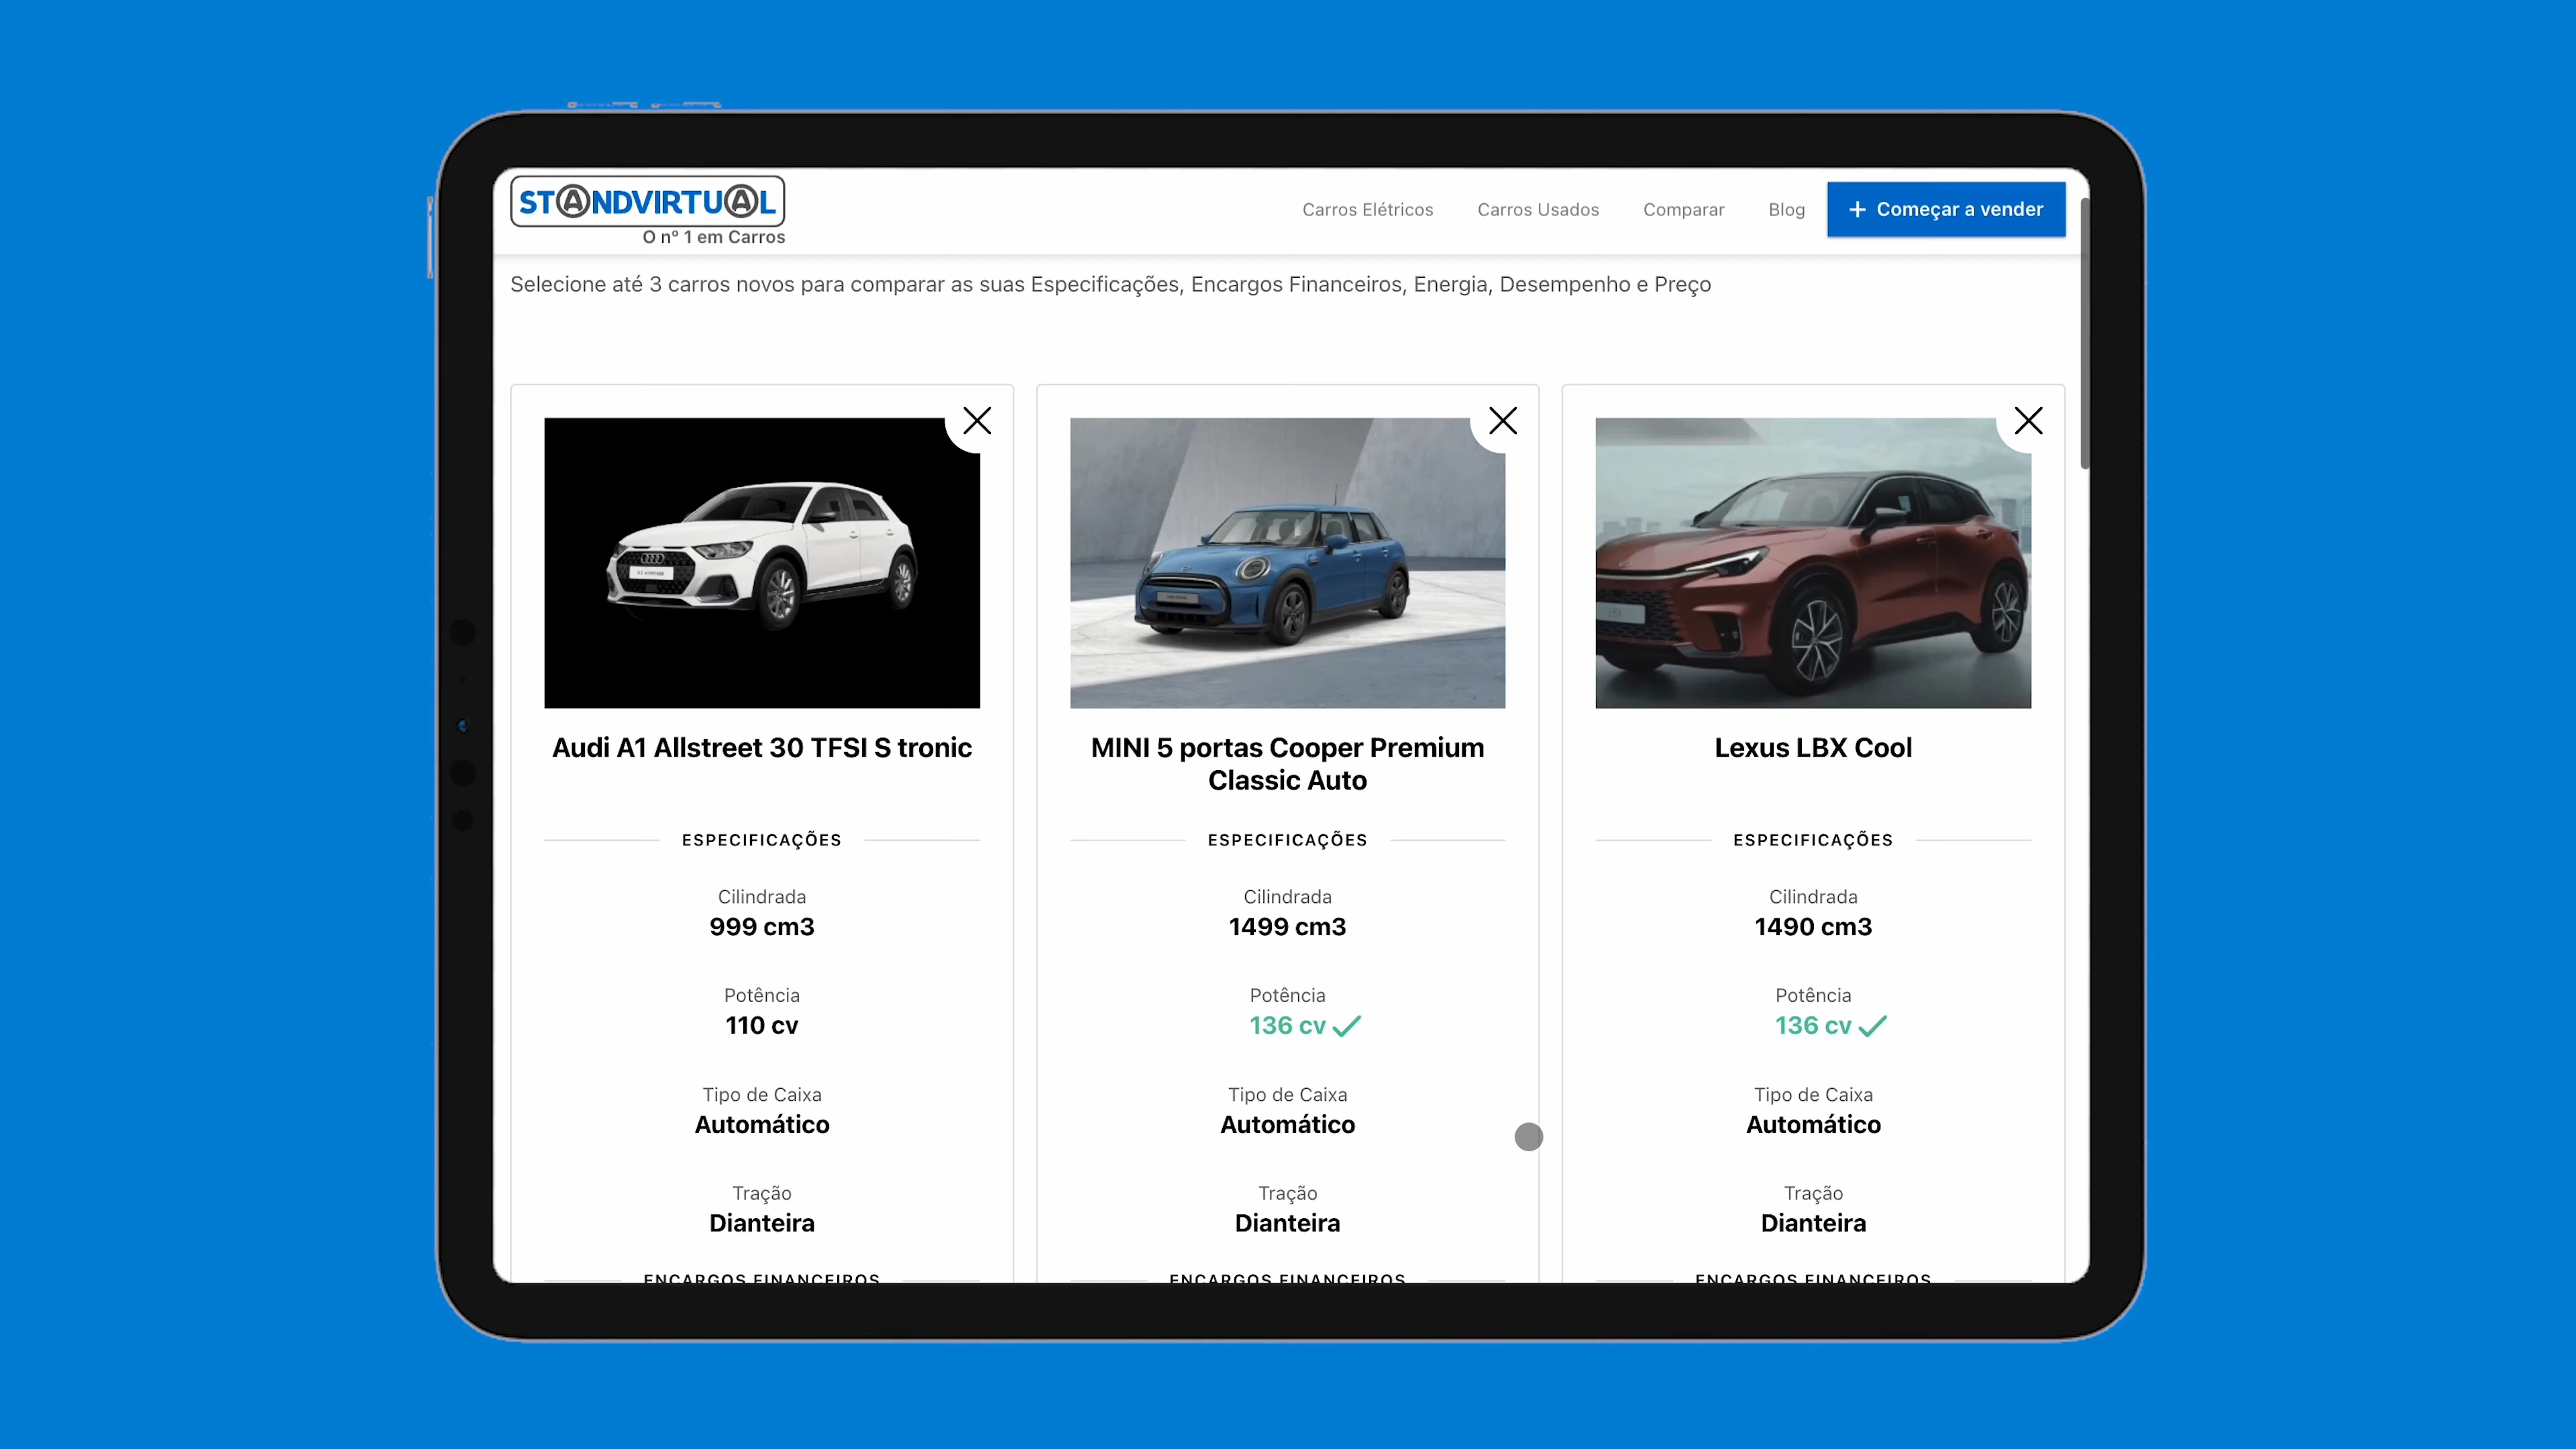 STANDVIRTUAL
O nº 1 em Carros
Carros Elétricos
Carros Usados
Comparar
Blog
+ Começar a vender
Selecione até 3 carros novos para comparar as suas Especificações, Encargos Financeiros, Energia, Desempenho e Preço
Audi A1 Allstreet 30 TFSI S tronic
ESPECIFICAÇÕES
Cilindrada
999 cm3
Potência
110 cv
Tipo de Caixa
Automático
Tração
Dianteira
ENCARGOS FINANCEIROS
MINI 5 portas Cooper Premium
Classic Auto
ESPECIFICAÇÕES
Cilindrada
1499 cm3
Potência
136 cv
Tipo de Caixa
Automático
Tração
Dianteira
ENCARGOS FINANCEIROS
LBX
Lexus LBX Cool
ESPECIFICAÇÕES
Cilindrada
1490 cm3
Potência
136 cv
Tipo de Caixa
Automático
Tração
Dianteira
ENCARGOS FINANCEIROS